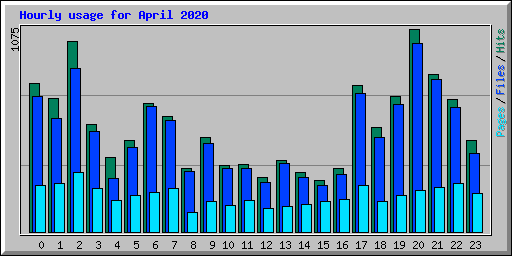 Hourly usage for April 2020
1075
Pages/Files/Hits
0 1 2 3 4 5 6 7 8 9 10 11 12 13 14 15 16 17 18 19 20 21 22 23